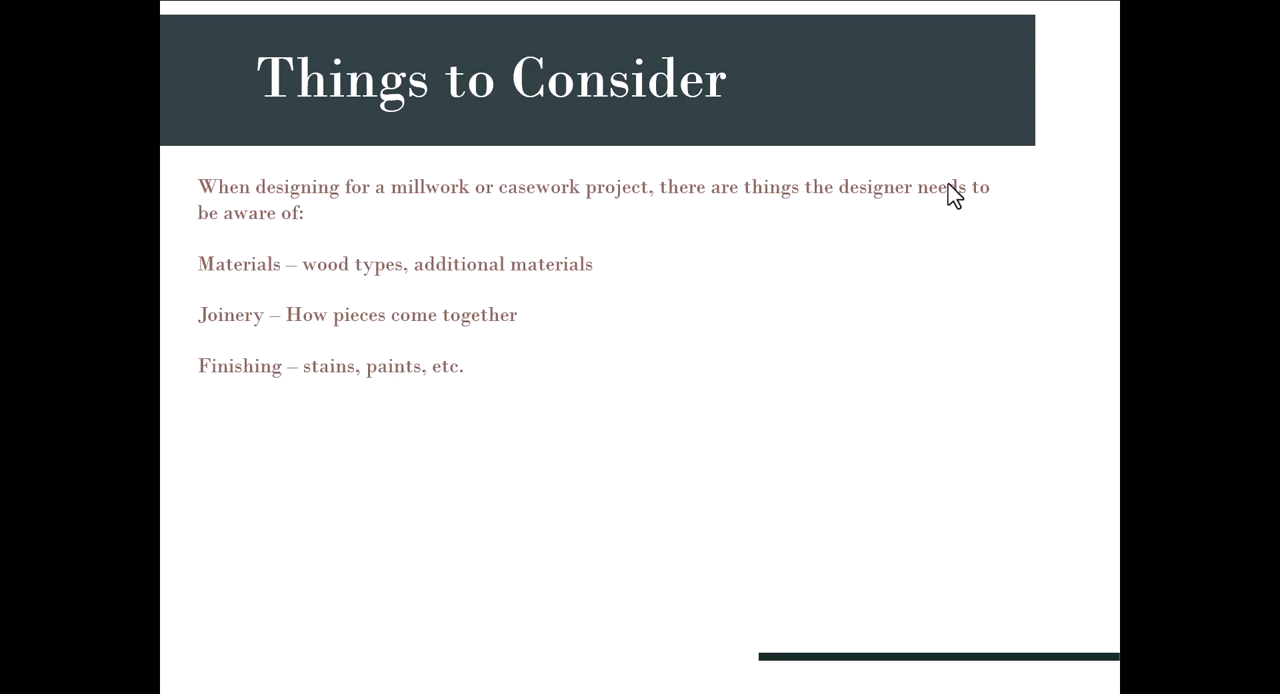 Things to Consider
When designing for a millwork or casework project, there are things the designer needs to
be aware of:
Materials – wood types, additional materials
Joinery – How pieces come together
Finishing – stains, paints, etc.